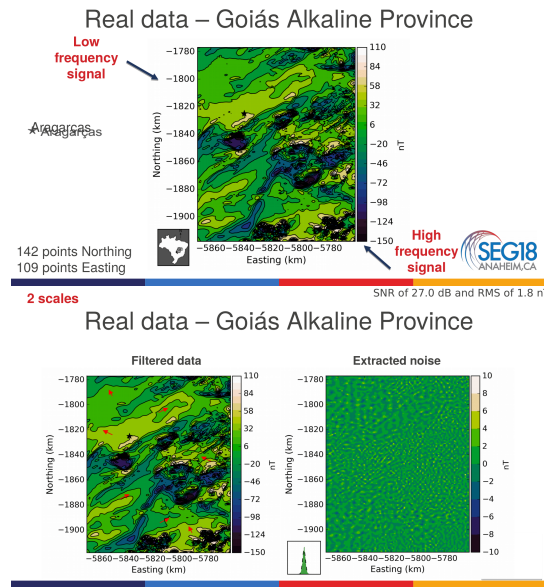 Real data – Goiás Alkaline Province
Low
frequency
signal
Aragarças
★ Aragarças
Northing (km)
−1780
−1800
−1820
−1840
−1860
−1880
−1900
−5860−5840−5820−5800−5780
Easting (km)
110
84
58
32
6
−20
−46
−72
−98
−124
−150
nT
142 points Northing
109 points Easting
High
frequency
signal
SEG18
ANAHEIM,CA
2 scales
SNR of 27.0 dB and RMS of 1.8 nT
Real data – Goiás Alkaline Province
Filtered data
Northing (km)
−1780
−1800
−1820
−1840
−1860
−1880
−1900
−5860−5840−5820−5800−5780
Easting (km)
110
84
58
32
6
−20
−46
−72
−98
−124
−150
nT
Extracted noise
Northing (km)
−1780
−1800
−1820
−1840
−1860
−1880
−1900
−5860−5840−5820−5800−5780
Easting (km)
10
8
6
4
2
0
−2
−4
−6
−8
−10
nT